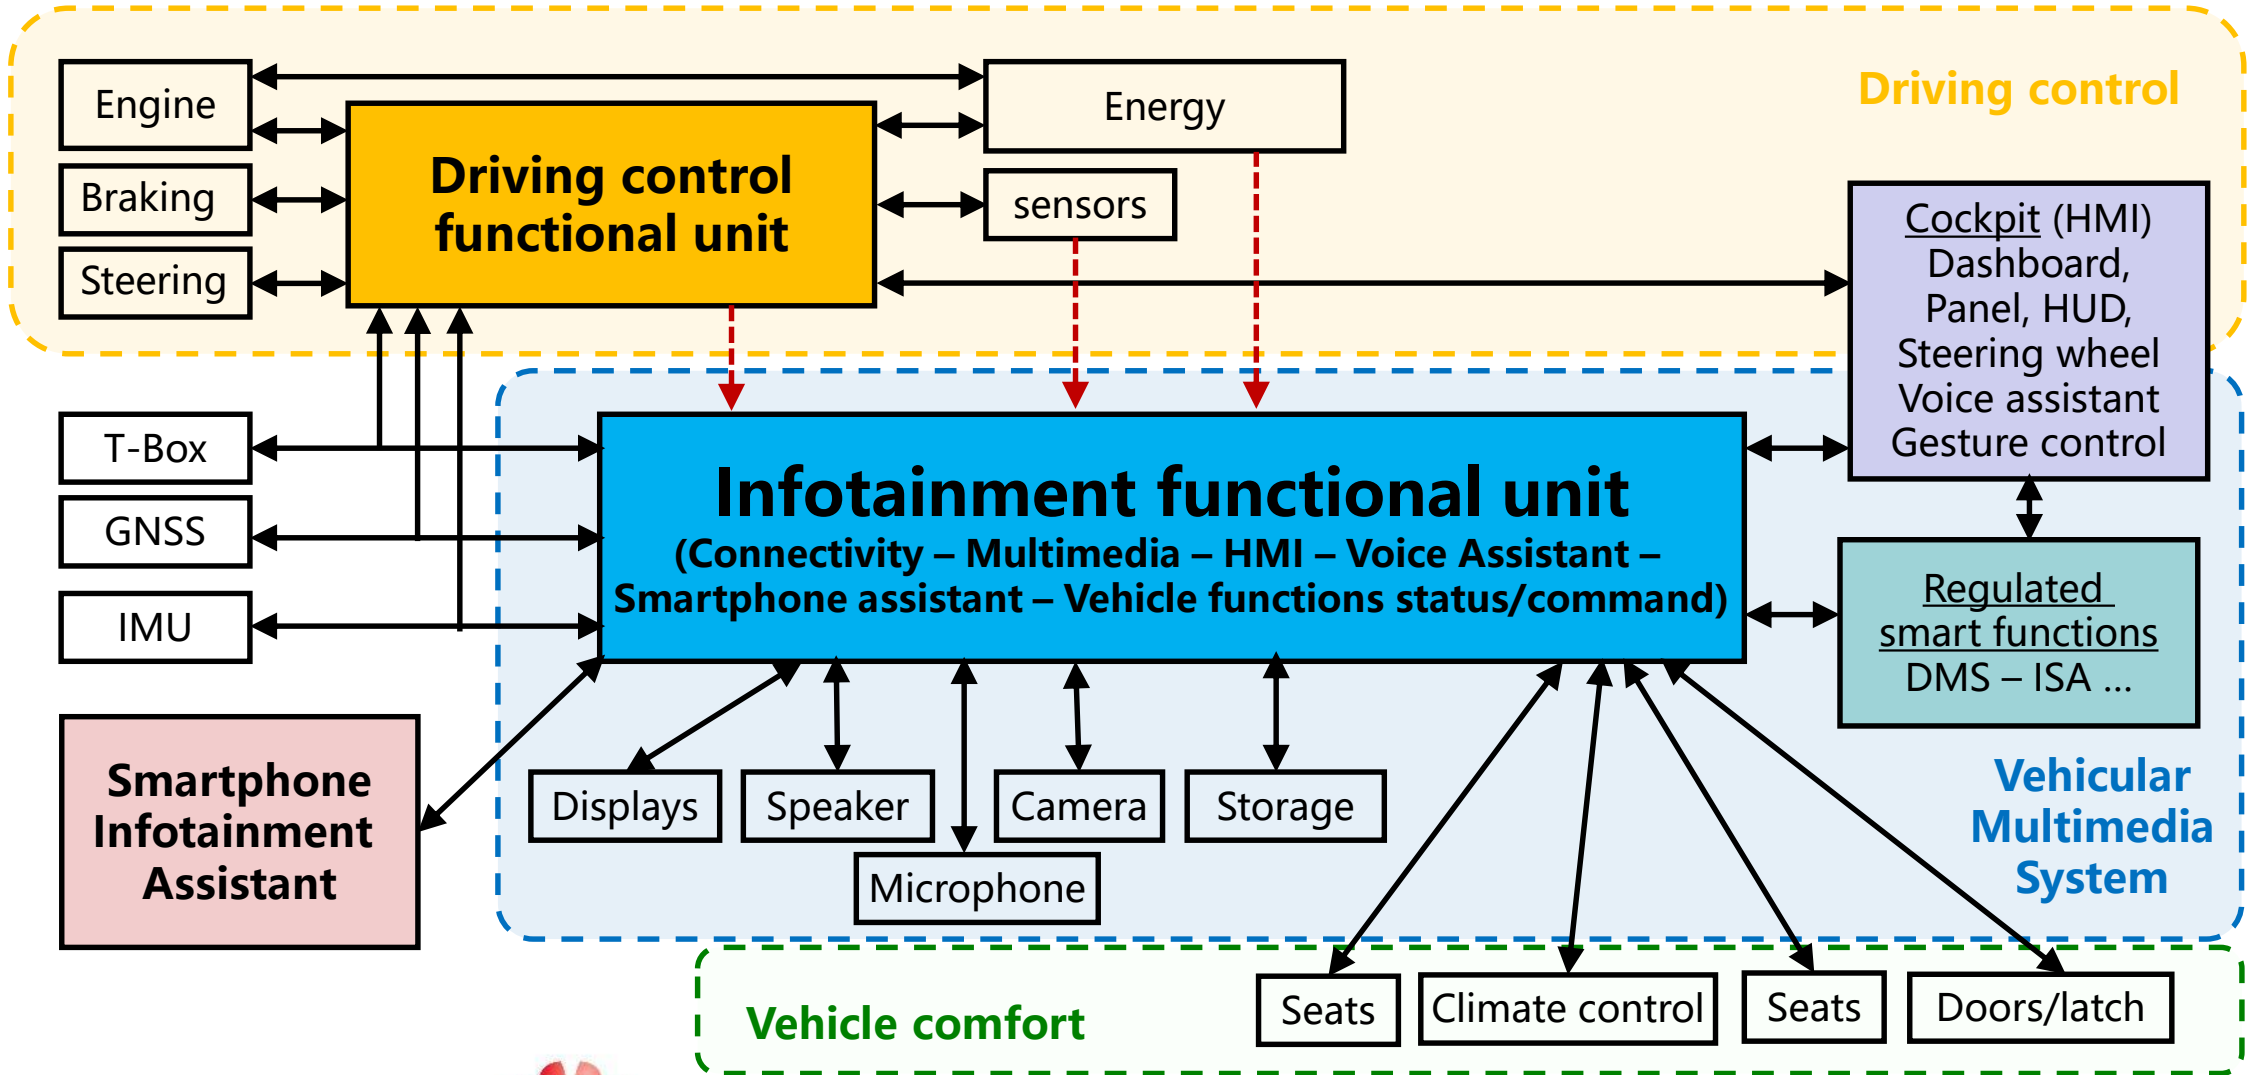 Engine
Energy
Driving control
Driving control
functional unit
Braking
sensors
Steering
Cockpit (HMI)
Dashboard,
Panel, HUD,
Steering wheel
Voice assistant
Gesture control
T-Box
GNSS
IMU
Infotainment functional unit
(Connectivity – Multimedia – HMI – Voice Assistant –
Smartphone assistant – Vehicle functions status/command)
Regulated
smart functions
DMS – ISA ...
Smartphone
Infotainment
Assistant
Displays
Speaker
Camera
Storage
Microphone
Vehicular
Multimedia
System
Vehicle comfort
Seats
Climate control
Seats
Doors/latch